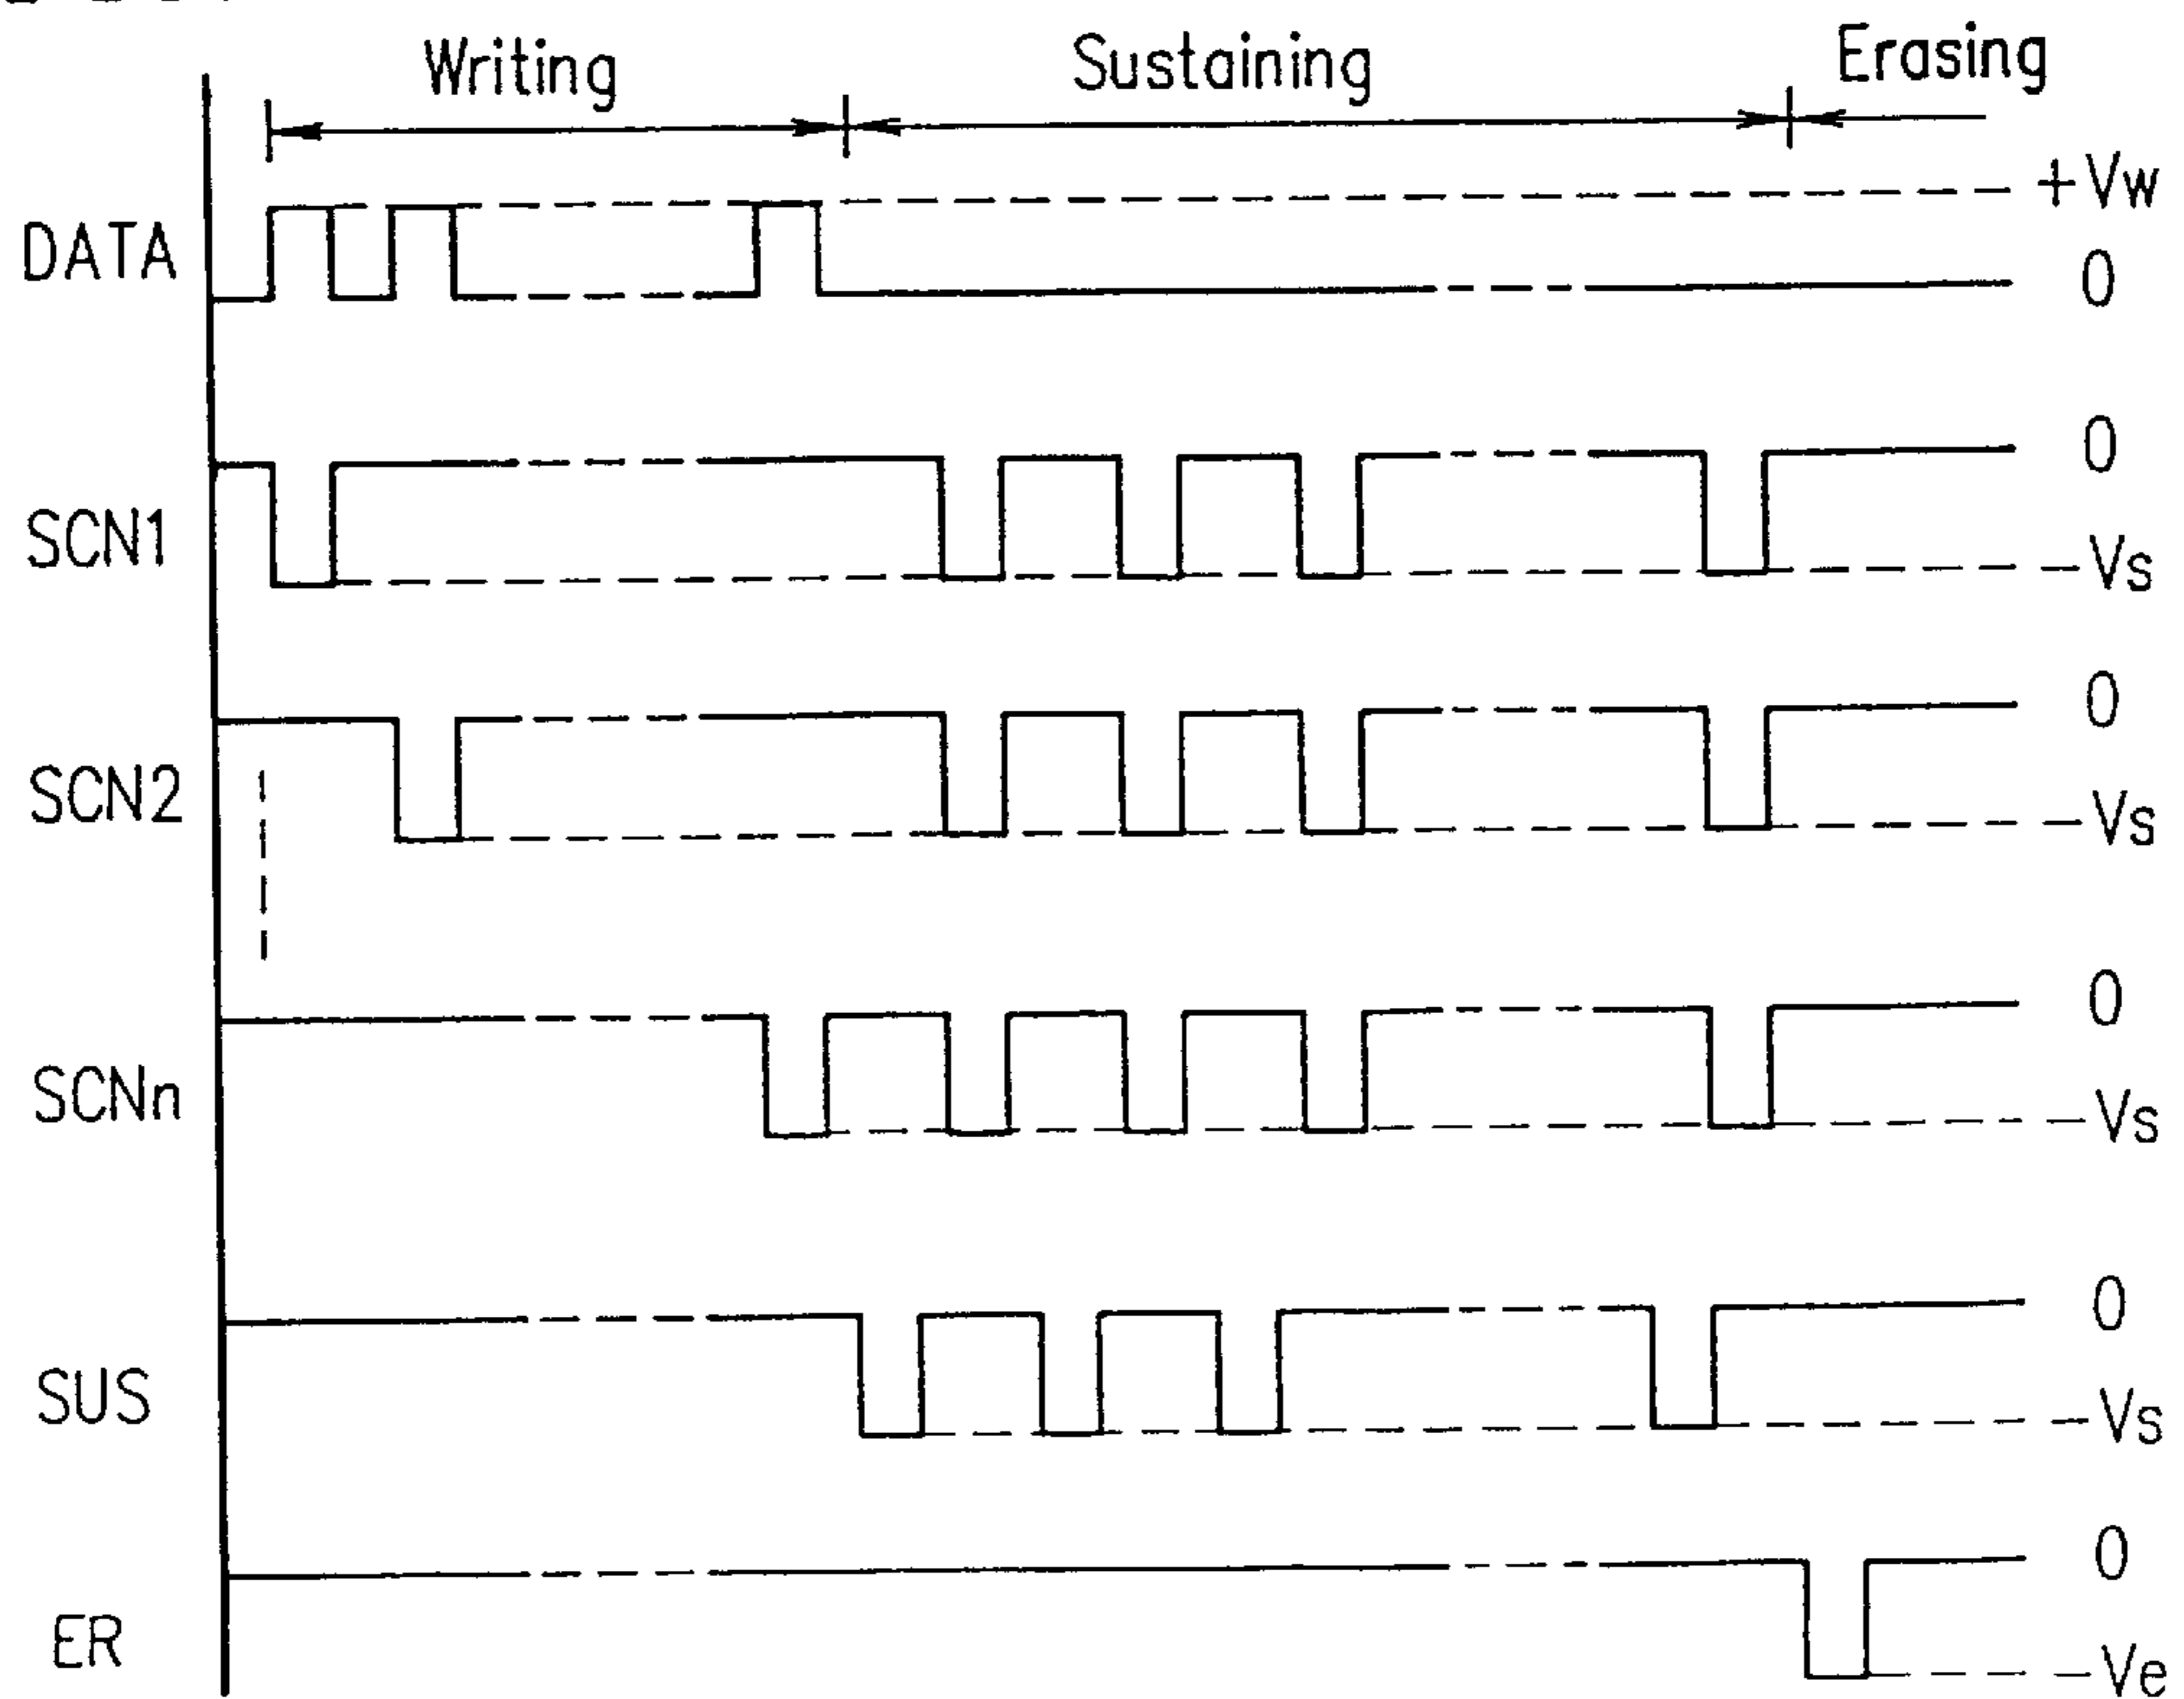 Writing Sustaining Erasing
+Vw
DATA 0
0
SCN1 -Vs
0
SCN2 -Vs
0
SCNn -Vs
0
SUS -Vs
0
ER -Ve